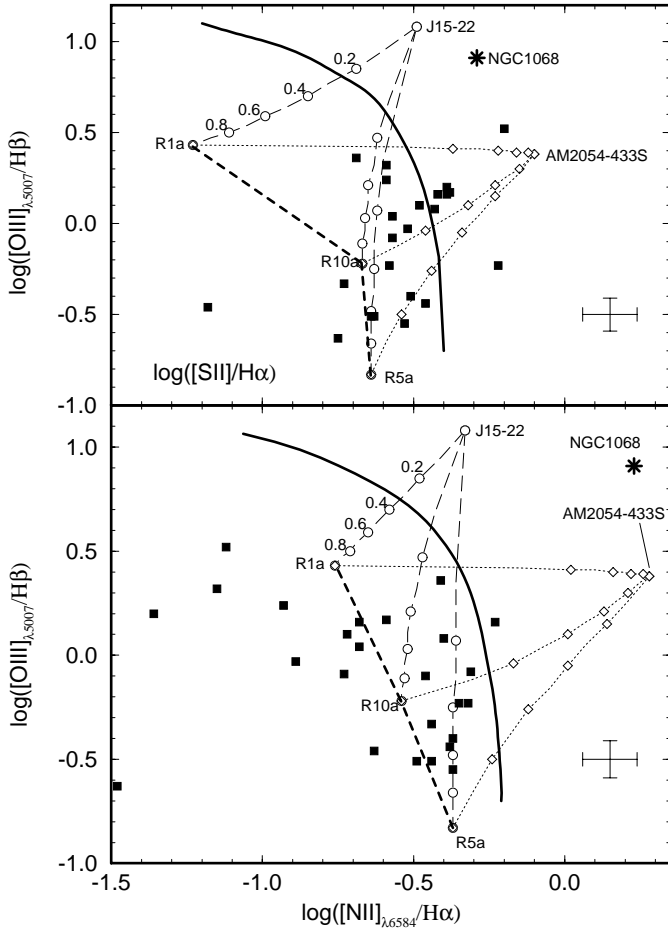 1.0
0.5
0.0
-0.5
-1.0
log([OIII]λ5007/Hβ)
J15-22
NGC1068
0.2
0.4
0.6
0.8
R1a
AM2054-433S
R10a
R5a
log([SII]/Hα)
1.0
0.5
0.0
-0.5
-1.0
log([OIII]λ5007/Hβ)
J15-22
NGC1068
0.2
0.4
0.6
0.8
R1a
AM2054-433S
R10a
R5a
-1.5
-1.0
-0.5
0.0
log([NII]λ6584/Hα)